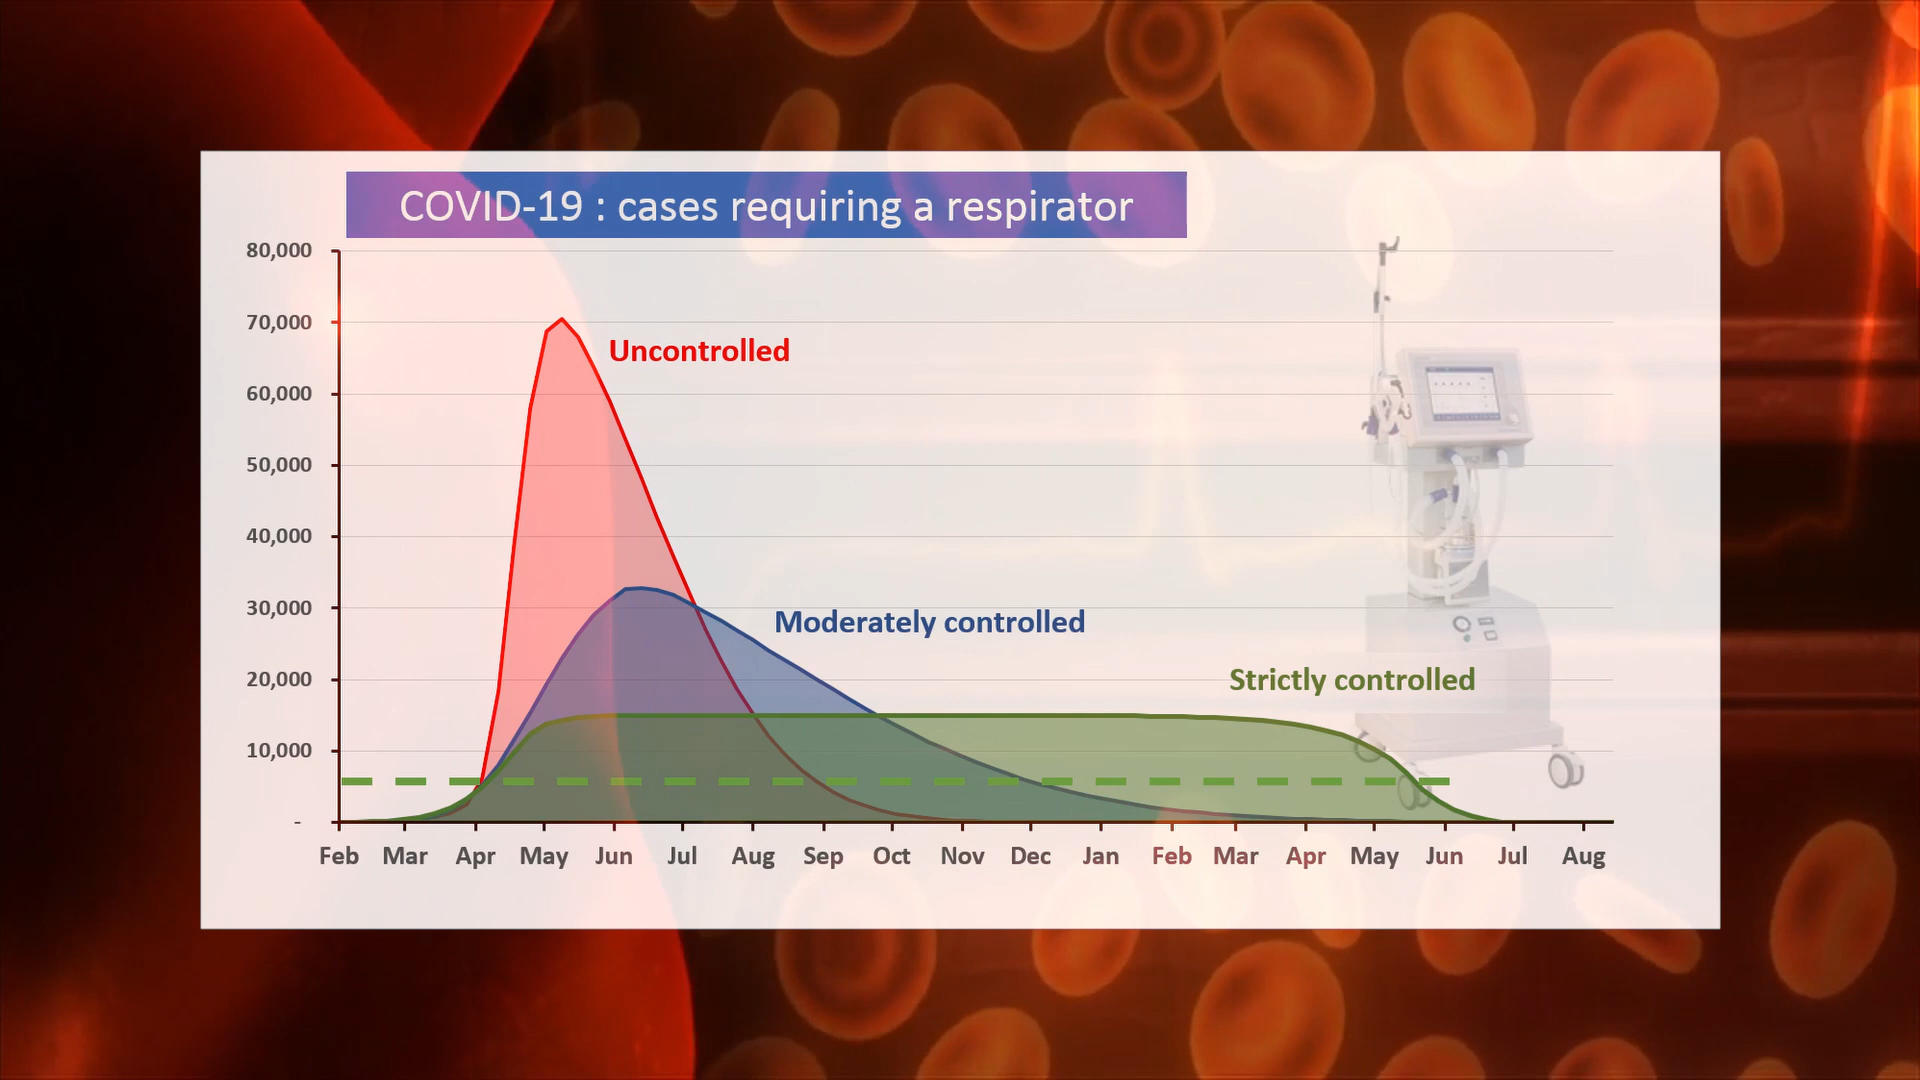 COVID-19 : cases requiring a respirator
80,000
70,000
60,000
50,000
40,000
30,000
20,000
10,000
-
Uncontrolled
Moderately controlled
Strictly controlled
Feb Mar Apr May Jun Jul Aug Sep Oct Nov Dec Jan Feb Mar Apr May Jun Jul Aug